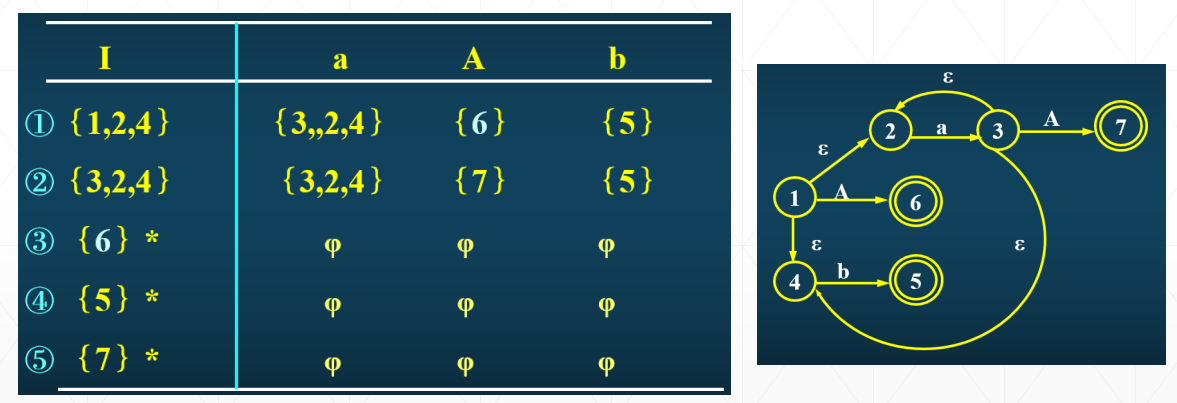 I a A b
① {1,2,4} {3,,2,4} {6} {5}
② {3,2,4} {3,2,4} {7} {5}
③ {6} * φ φ φ
④ {5} * φ φ φ
⑤ {7} * φ φ φ
ε
2 a 3 A 7
ε
1 A 6
ε ε
4 b 5